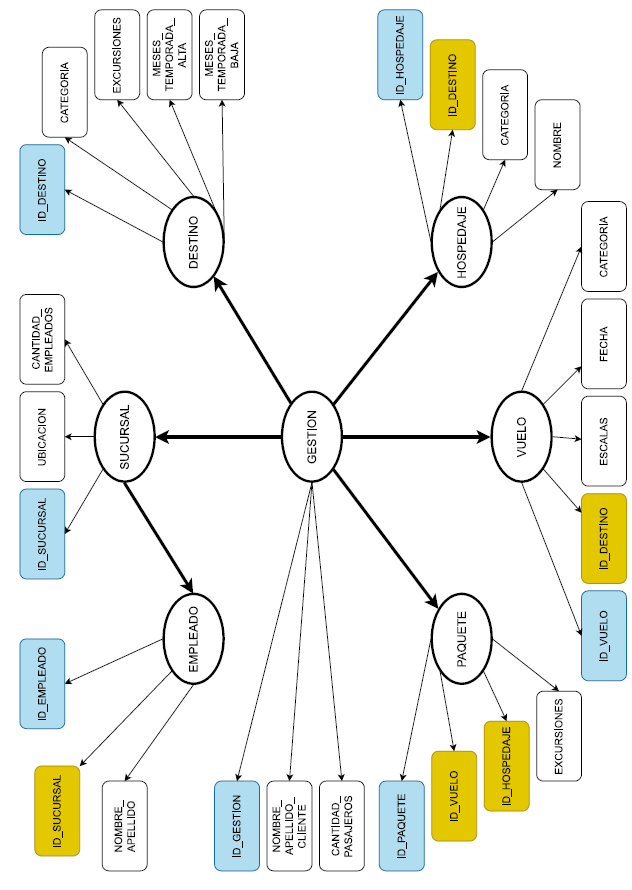 ID_SUCURSAL
NOMBRE_
APELLIDO
ID_EMPLEADO
ID_SUCURSAL
UBICACION
CANTIDAD_
EMPLEADOS
ID_DESTINO
CATEGORIA
EXCURSIONES
MESES_
TEMPORADA_
ALTA
MESES_
TEMPORADA_
BAJA
SUCURSAL
EMPLEADO
DESTINO
ID_GESTION
NOMBRE_
APELLIDO_
CLIENTE
CANTIDAD_
PASAJEROS
GESTION
ID_PAQUETE
ID_VUELO
ID_HOSPEDAJE
EXCURSIONES
PAQUETE
HOSPEDAJE
ID_HOSPEDAJE
ID_DESTINO
CATEGORIA
NOMBRE
VUELO
ID_VUELO
ID_DESTINO
ESCALAS
FECHA
CATEGORIA